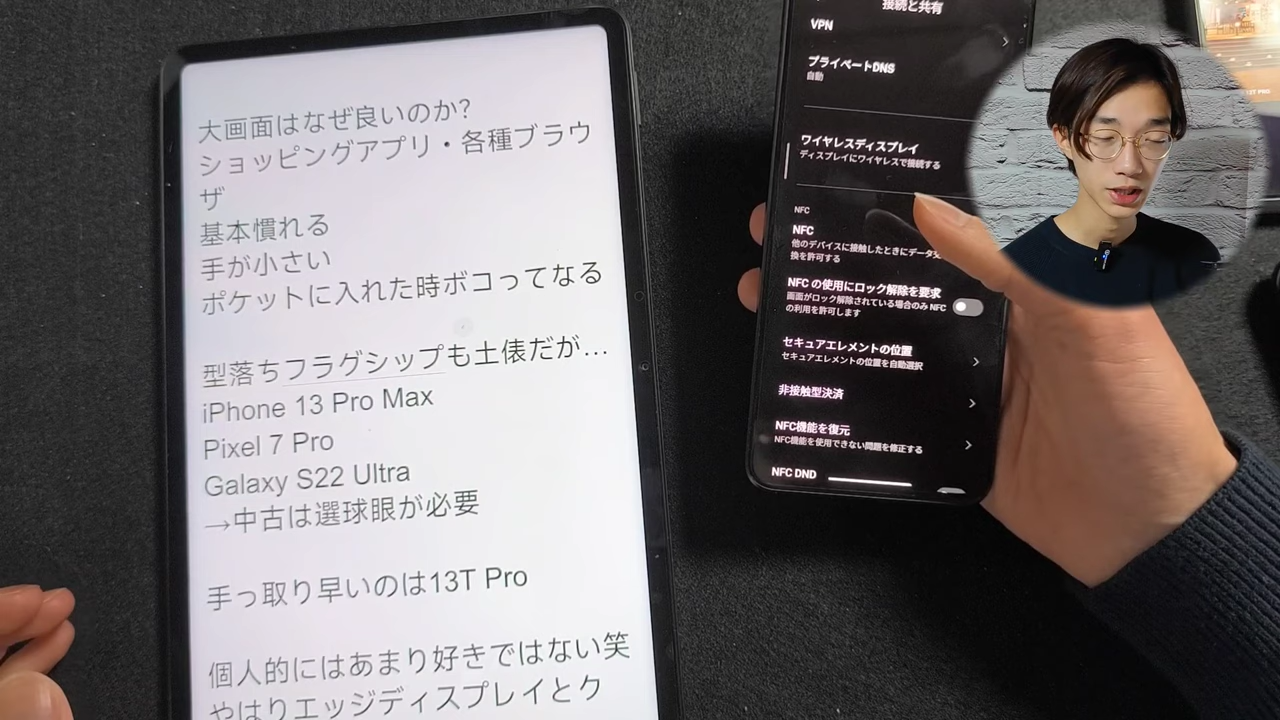 大画面はなぜ良いのか?
ショッピングアプリ・各種ブラウ
ザ
基本慣れる
手が小さい
ポケットに入れた時ボコってなる
型落ちフラグシップも土俵だが…
iPhone 13 Pro Max
Pixel 7 Pro
Galaxy S22 Ultra
→中古は選球眼が必要
手っ取り早いのは13T Pro
個人的にはあまり好きではない笑
やはりエッジディスプレイとク
接続と共有
VPN
プライベートDNS
自動
ワイヤレスディスプレイ
ディスプレイにワイヤレスで接続する
NFC
NFC
他のデバイスに接触したときにデータ交
換を許可する
NFC の使用にロック解除を要求
画面がロック解除されている場合のみ NFC
の利用を許可します
セキュアエレメントの位置
セキュアエレメントの位置を自動選択
非接触型決済
NFC機能を復元
NFC機能を使用できない問題を修正する
NFC DND